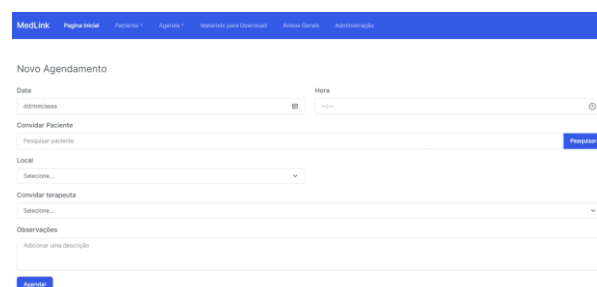 MedLink Pagina Inicial Paciente Agenda Materiais para Download Avisos Gerais Administração
Novo Agendamento
Data Hora
dd/mm/aaaa --:--
Convidar Paciente
Pesquisar paciente Pesquisar
Local
Selecione...
Convidar terapeuta
Selecione...
Observações
Adicionar uma descrição
Agendar